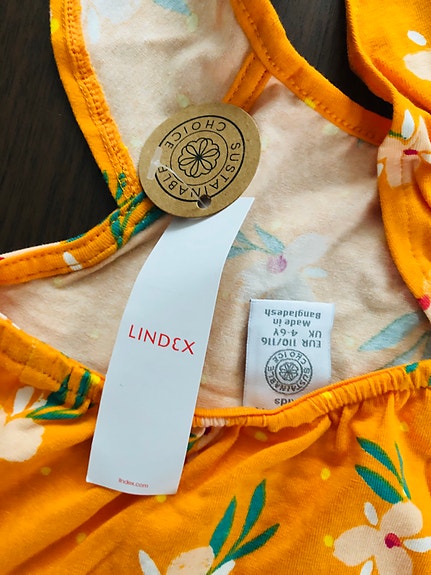 SUSTAINABLE
CHOICE
LINDEX
lindex.com
SUSTAINABLE
CHOICE
EUR 110/116
UK 4-6Y
Made in
Bangladesh